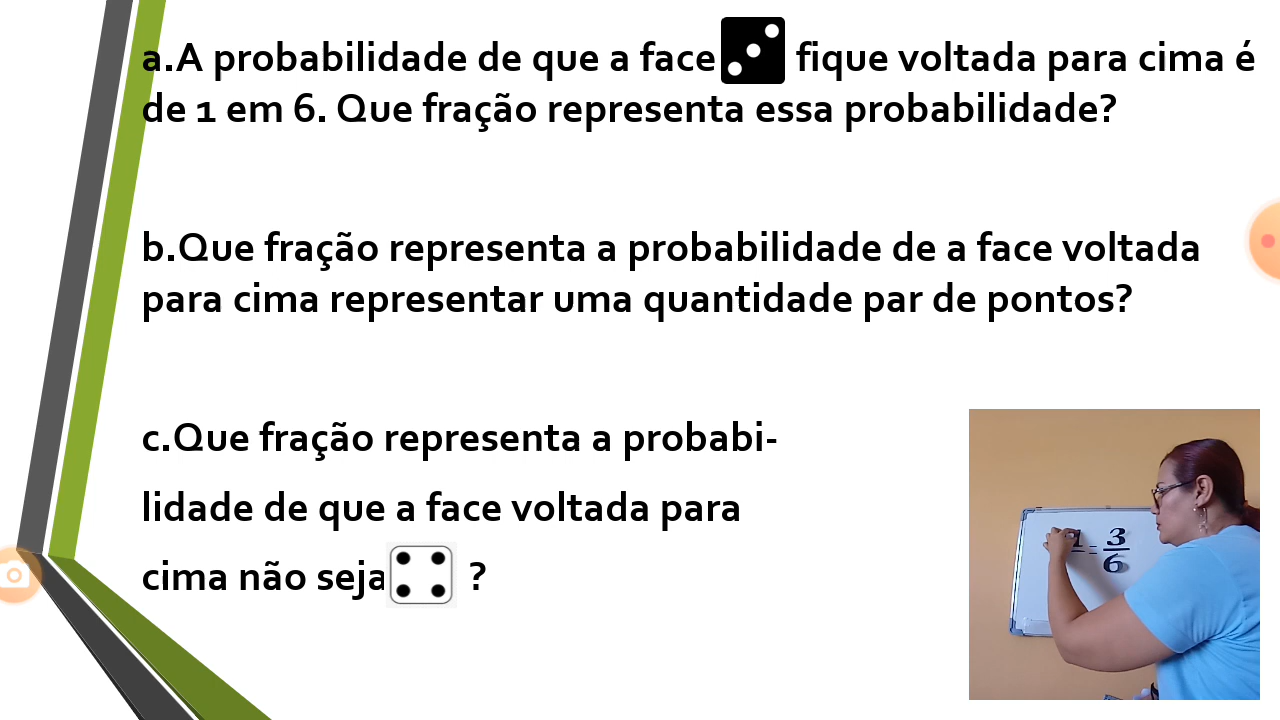 a.A probabilidade de que a face fique voltada para cima é
de 1 em 6. Que fração representa essa probabilidade?
b.Que fração representa a probabilidade de a face voltada
para cima representar uma quantidade par de pontos?
c.Que fração representa a probabi-
lidade de que a face voltada para
cima não seja ?
1 = 3
6